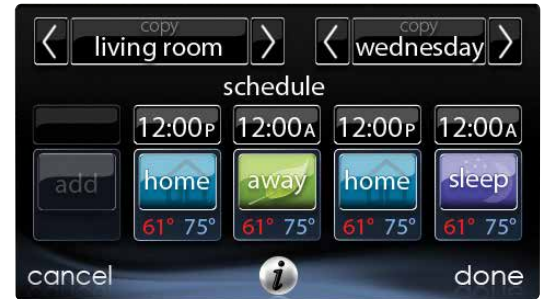 copy copy
living room wednesday
schedule
12:00P 12:00A 12:00P 12:00A
add home away home sleep
61° 75° 61° 75° 61° 75° 61° 75°
cancel i done